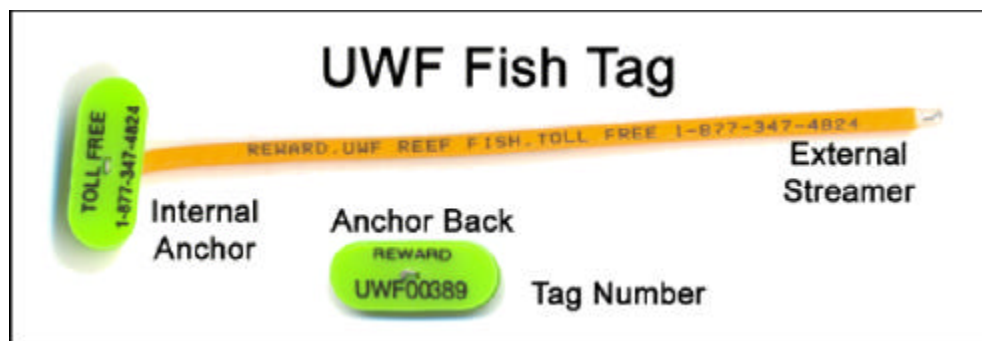 UWF Fish Tag
TOLL FREE
1-877-347-4824
REWARD.UWF REEF FISH.TOLL FREE 1-877-347-4824
External
Streamer
Internal
Anchor
Anchor Back
REWARD
UWF00389
Tag Number